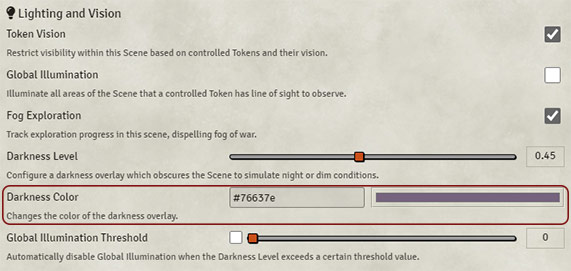 Lighting and Vision
Token Vision
Restrict visibility within this Scene based on controlled Tokens and their vision.
Global Illumination
Illuminate all areas of the Scene that a controlled Token has line of sight to observe.
Fog Exploration
Track exploration progress in this scene, dispelling fog of war.
Darkness Level 0.45
Configure a darkness overlay which obscures the Scene to simulate night or dim conditions.
Darkness Color #76637e
Changes the color of the darkness overlay.
Global Illumination Threshold 0
Automatically disable Global Illumination when the Darkness Level exceeds a certain threshold value.